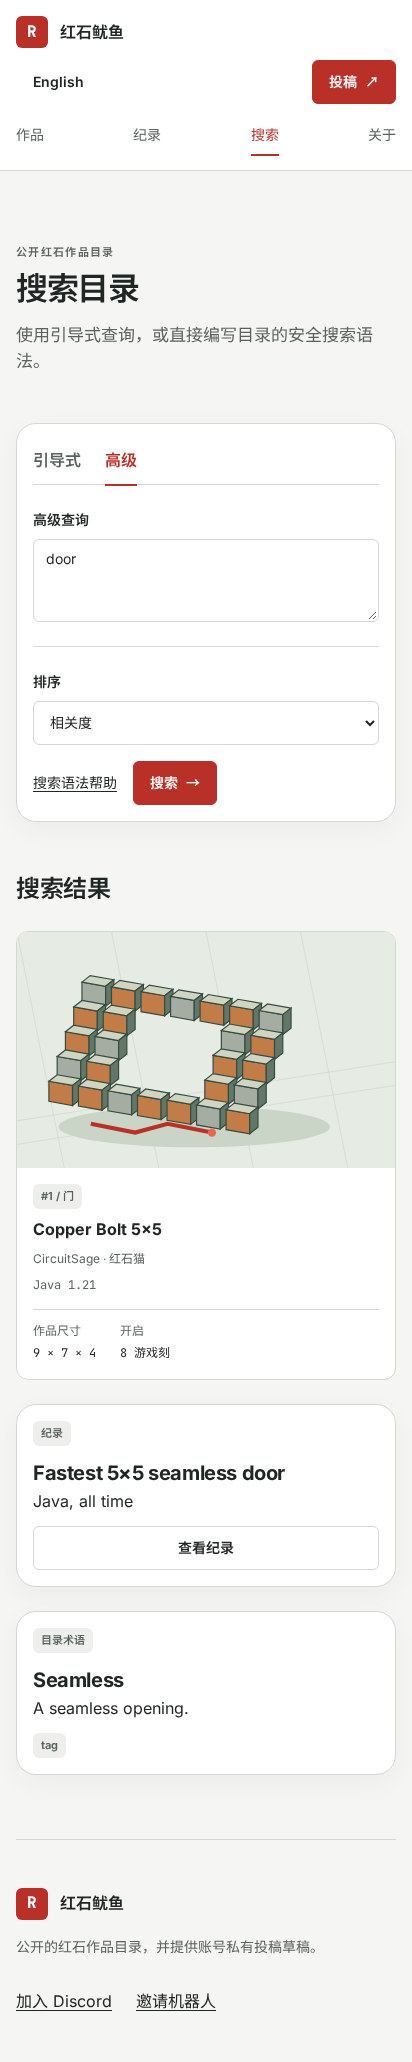 R 红石鱿鱼
English 投稿 ↗
作品 纪录 搜索 关于
公开红石作品目录
搜索目录
使用引导式查询，或直接编写目录的安全搜索语
法。
引导式 高级
高级查询
door
排序
相关度
搜索语法帮助 搜索 →
搜索结果
#1 / 门
Copper Bolt 5×5
CircuitSage · 红石猫
Java 1.21
作品尺寸 开启
9 × 7 × 4 8 游戏刻
纪录
Fastest 5×5 seamless door
Java, all time
查看纪录
目录术语
Seamless
A seamless opening.
tag
R 红石鱿鱼
公开的红石作品目录，并提供账号私有投稿草稿。
加入 Discord 邀请机器人